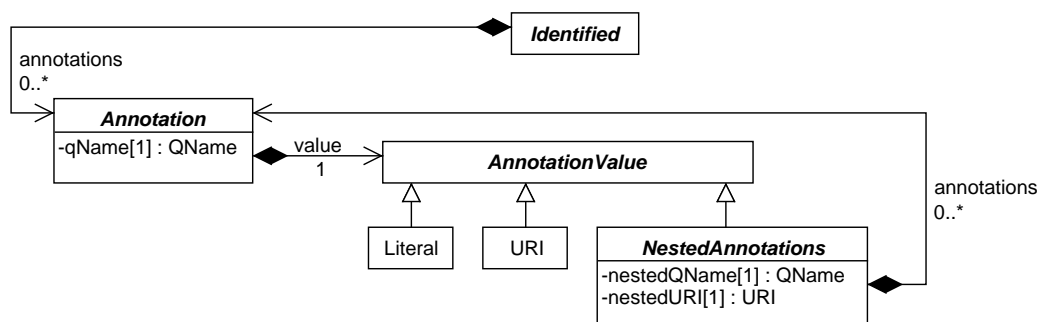 Identified
annotations
0..*
Annotation
-qName[1] : QName
value
1
AnnotationValue
annotations
0..*
Literal
URI
NestedAnnotations
-nestedQName[1] : QName
-nestedURI[1] : URI